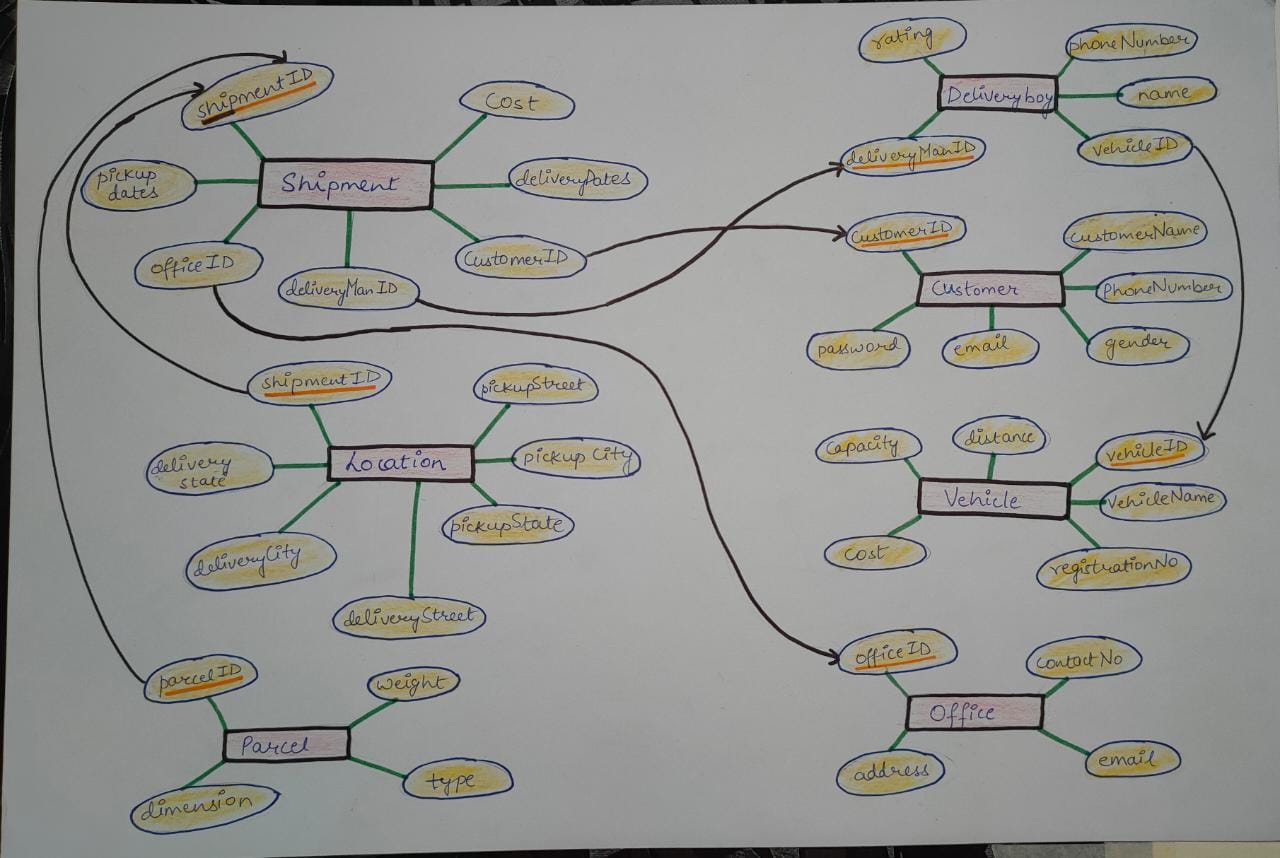 shipmentID
Cost
pickup
dates
Shipment
deliveryDates
officeID
deliveryManID
CustomerID
rating
phoneNumber
Deliveryboy
name
deliveryManID
vehicleID
CustomerID
customerName
Customer
phoneNumber
password
email
gender
shipmentID
pickupStreet
delivery
state
Location
pickup City
deliveryCity
pickupState
deliveryStreet
Capacity
distance
vehicleID
Vehicle
VehicleName
cost
registrationNo
parcelID
weight
Parcel
dimension
type
officeID
contactNo
Office
address
email